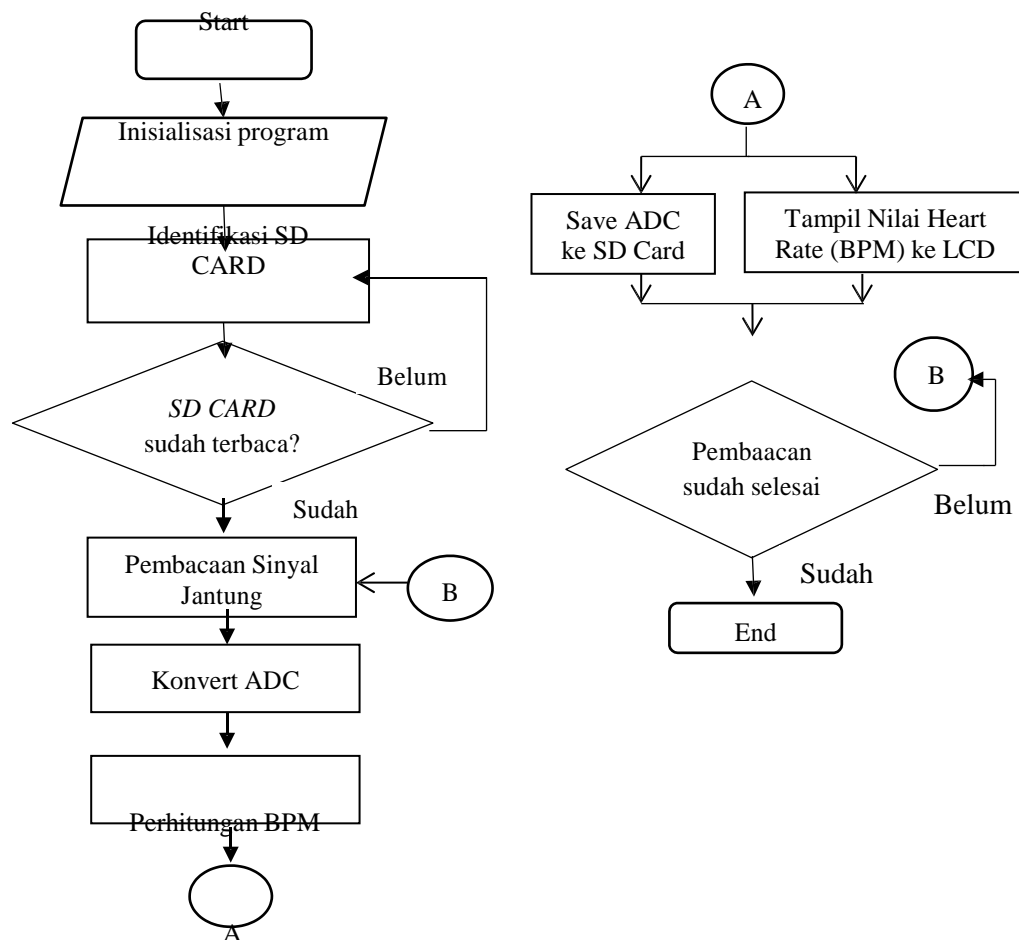 Start
Inisialisasi program
Identifikasi SD
CARD
Belum
SD CARD
sudah terbaca?
Sudah
Pembacaan Sinyal
Jantung
B
Konvert ADC
Perhitungan BPM
A
A
Save ADC
ke SD Card
Tampil Nilai Heart
Rate (BPM) ke LCD
B
Pembaacan
sudah selesai
Belum
Sudah
End